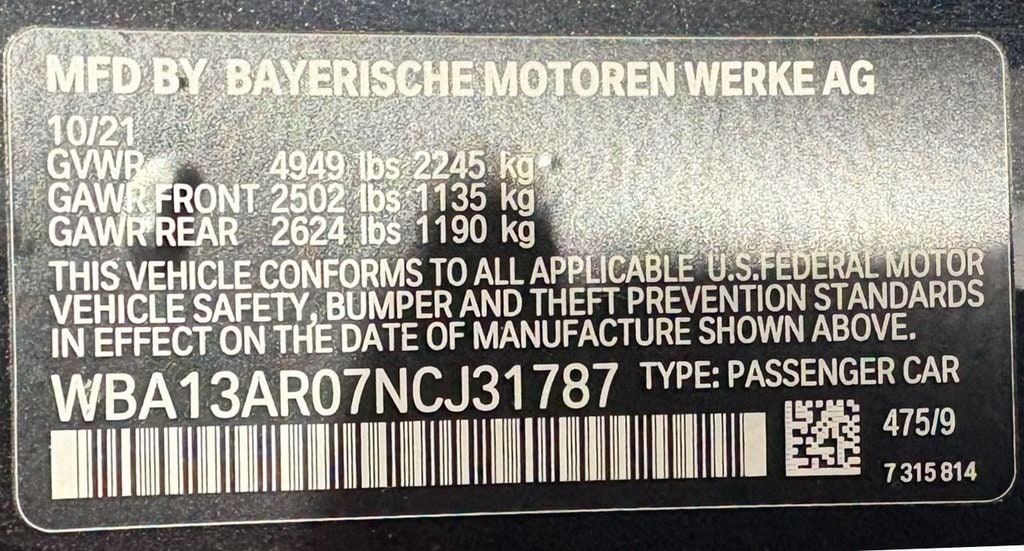 MFD BY BAYERISCHE MOTOREN WERKE AG
10/21
GVWR 4949 lbs 2245 kg
GAWR FRONT 2502 lbs 1135 kg
GAWR REAR 2624 lbs 1190 kg
THIS VEHICLE CONFORMS TO ALL APPLICABLE U.S.FEDERAL MOTOR
VEHICLE SAFETY, BUMPER AND THEFT PREVENTION STANDARDS
IN EFFECT ON THE DATE OF MANUFACTURE SHOWN ABOVE.
WBA13AR07NCJ31787 TYPE: PASSENGER CAR
475/9
7 315 814